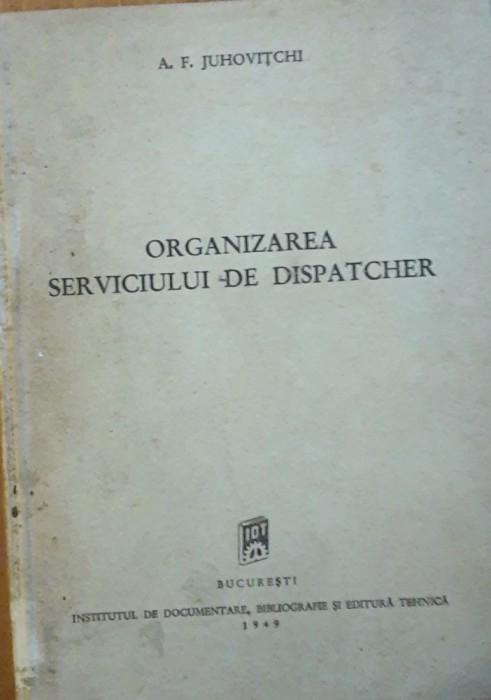 A. F. JUHOVIȚCHI
ORGANIZAREA
SERVICIULUI DE DISPATCHER
IDT
BUCUREȘTI
INSTITUTUL DE DOCUMENTARE, BIBLIOGRAFIE ȘI EDITURĂ TEHNICĂ
1949